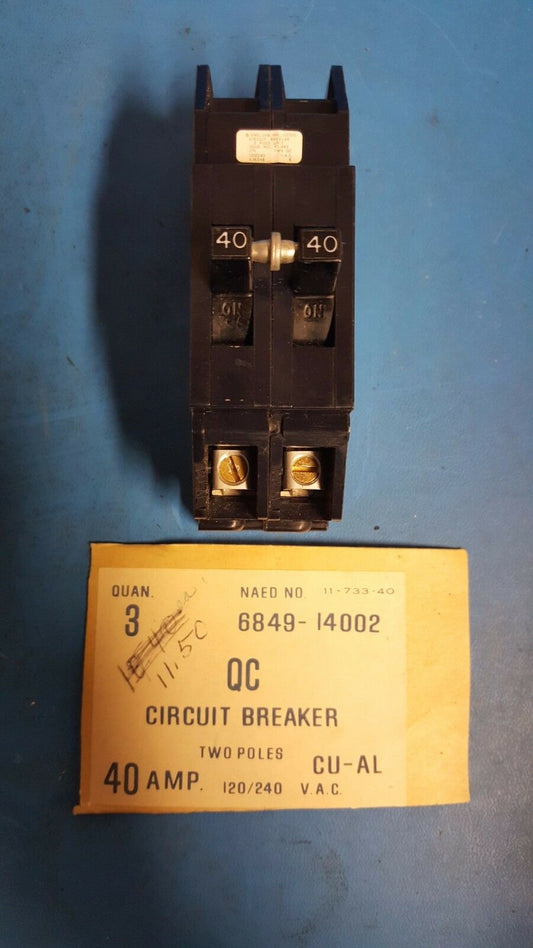 40 40
ON ON
QUAN. NAED NO. 11-733-40
3 6849-14002
11.50
QC
CIRCUIT BREAKER
TWO POLES CU-AL
40 AMP. 120/240 V.A.C.